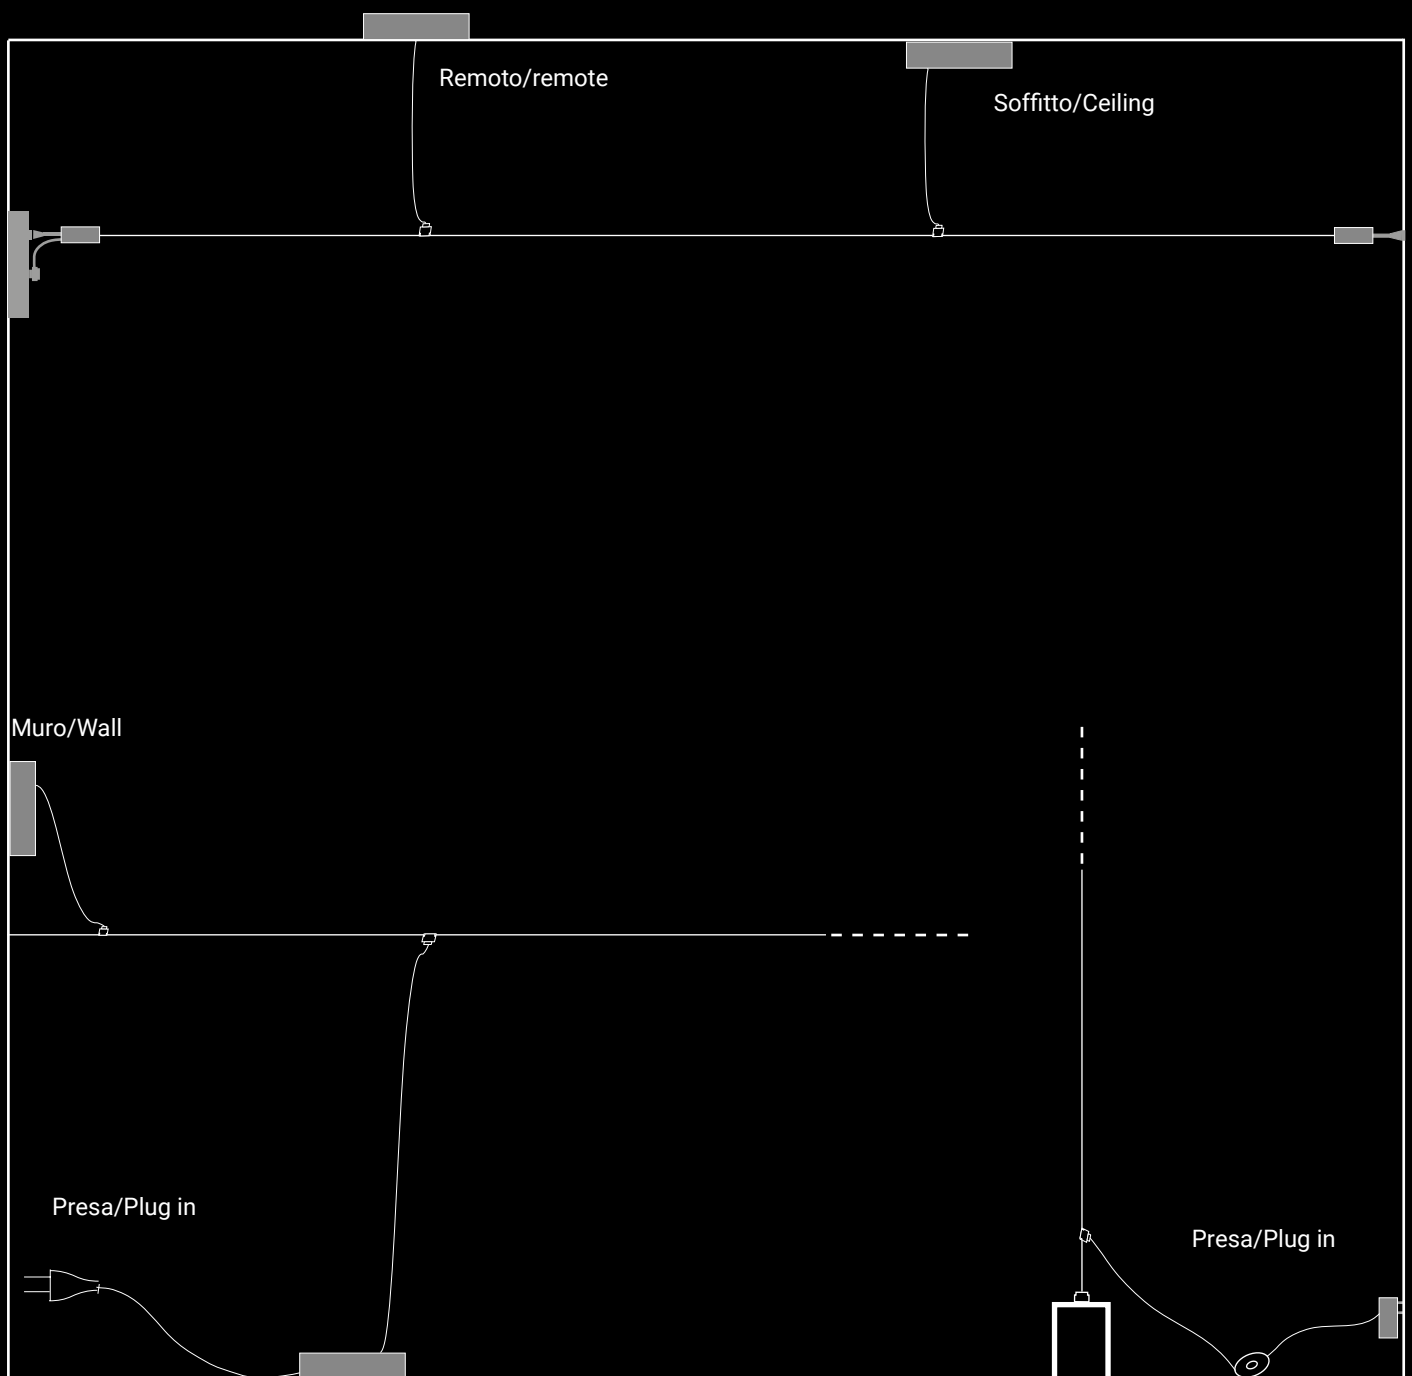 Remoto/remote
Soffitto/Ceiling
Muro/Wall
Presa/Plug in
Presa/Plug in